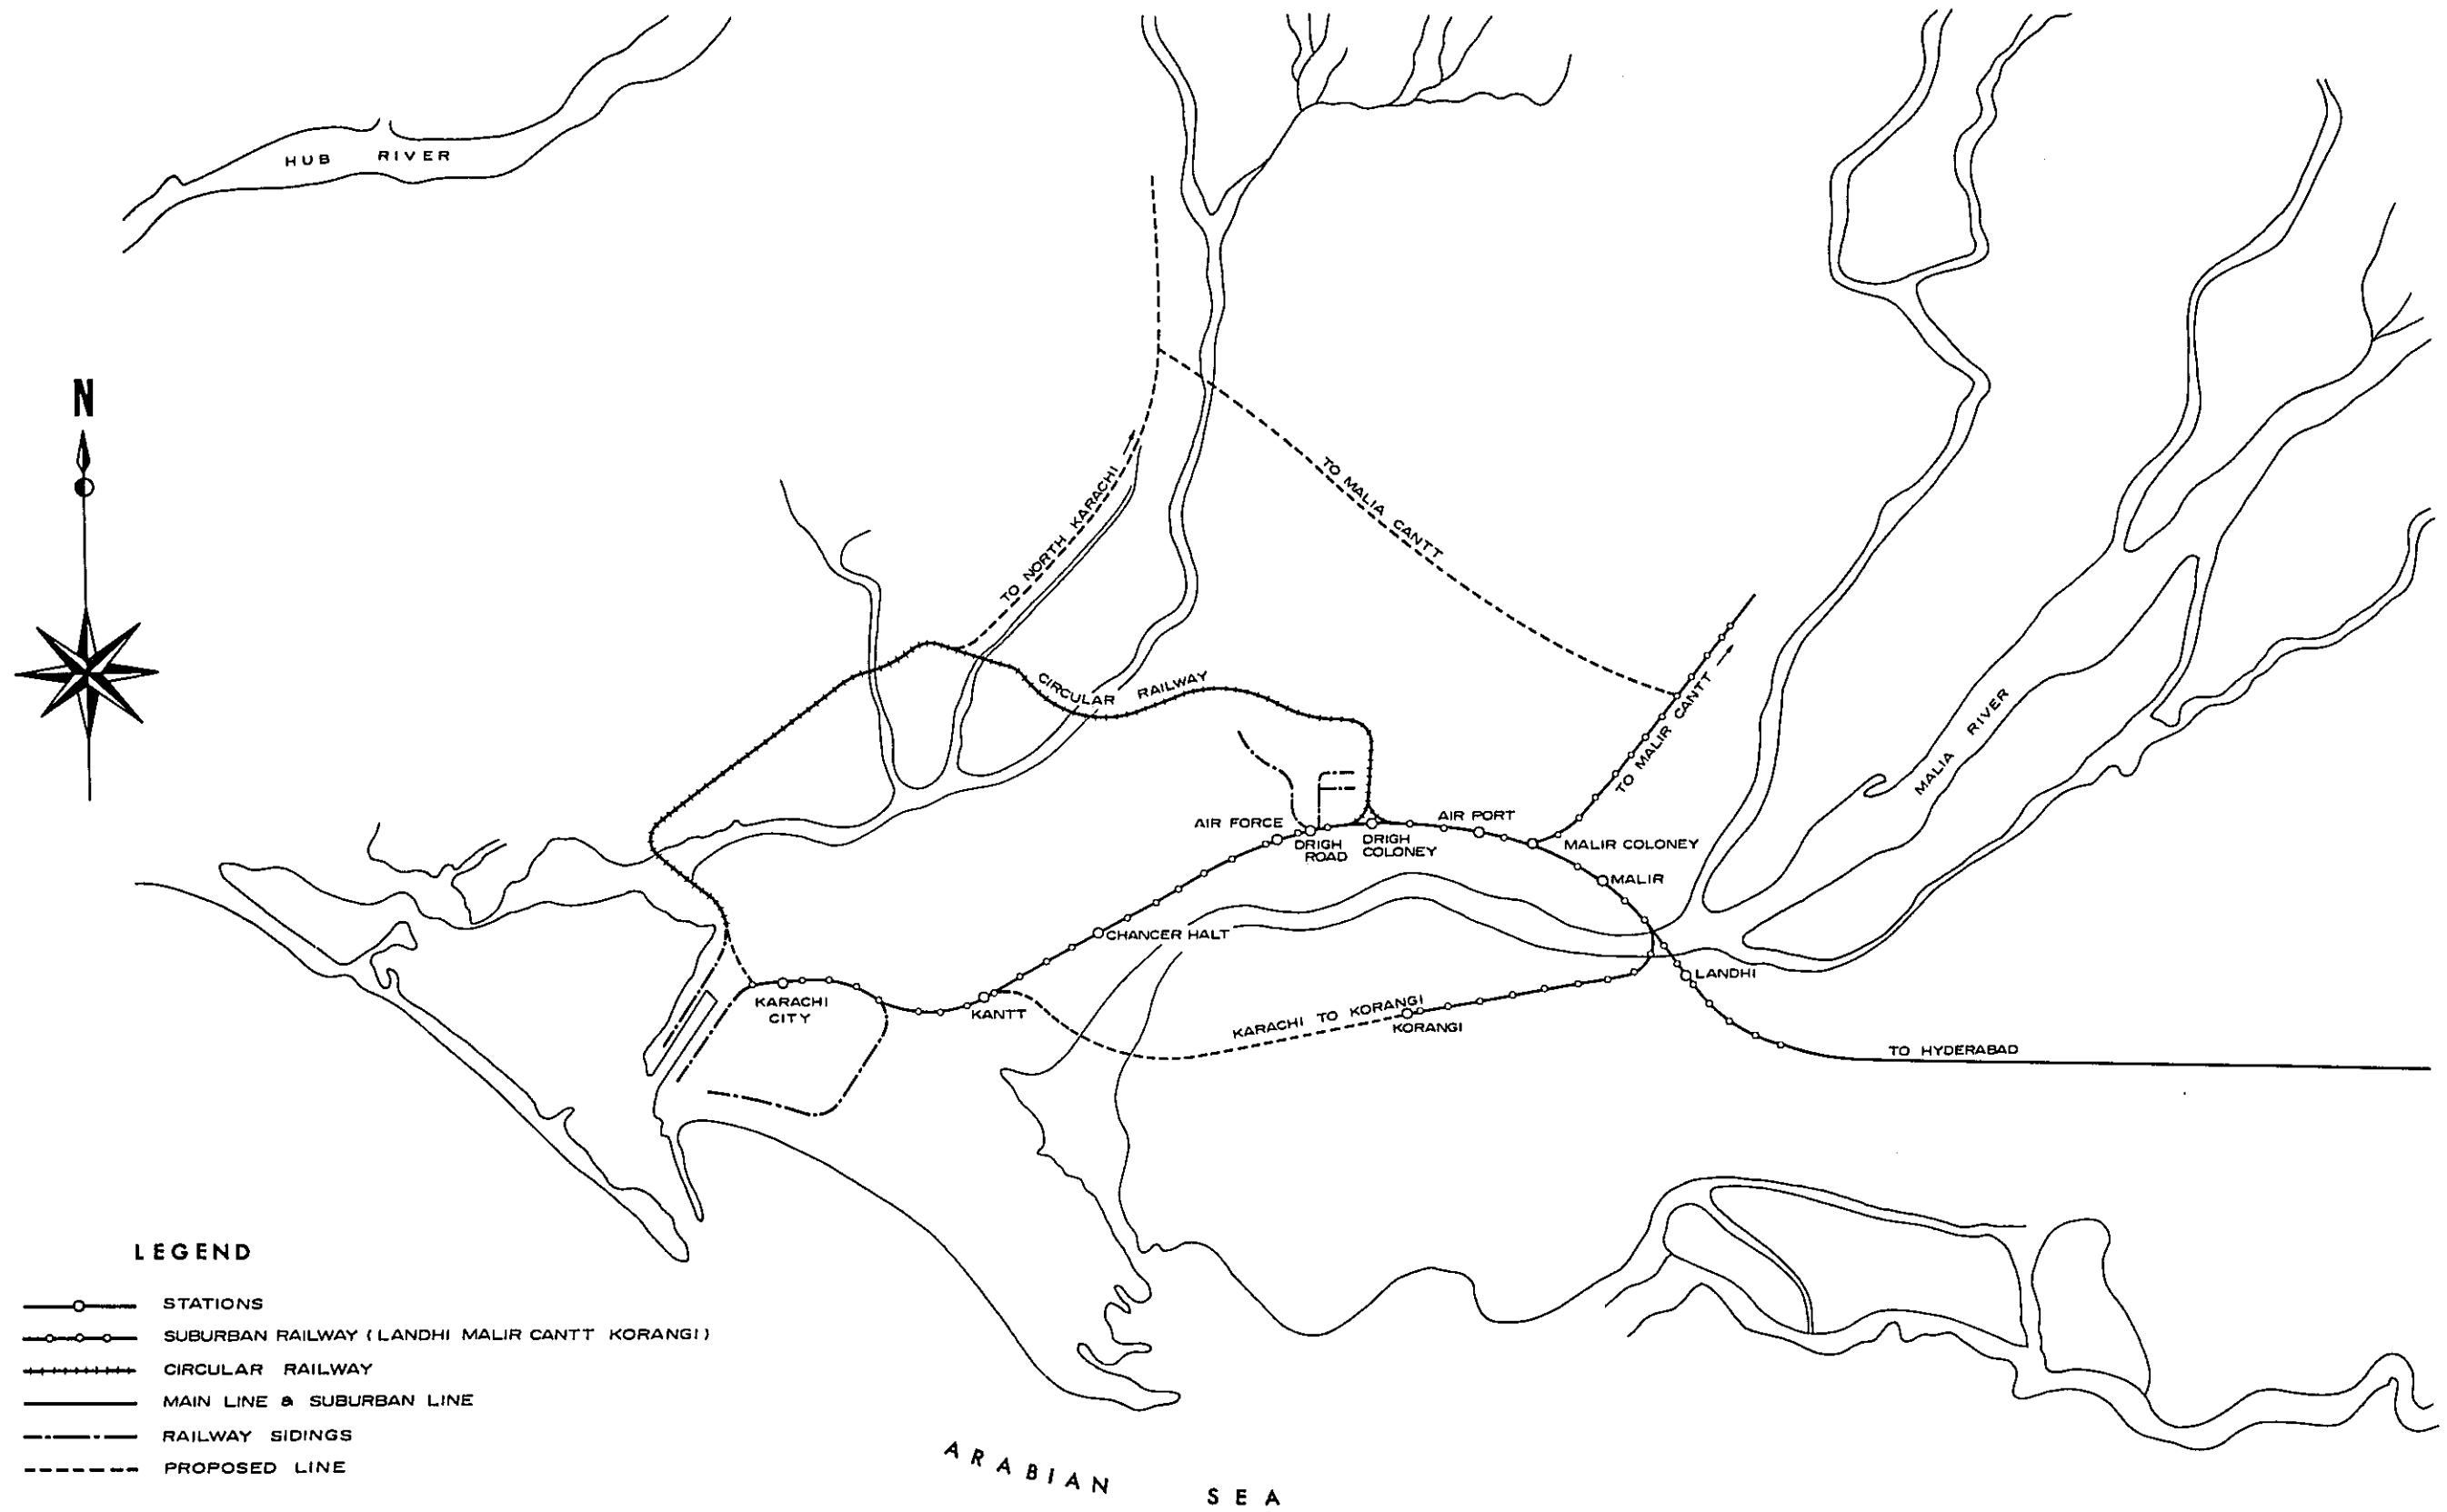 HUB RIVER
N
TO NORTH KARACHI
TO MALIA CANTT
CIRCULAR RAILWAY
TO MALIR CANTT
MALIA RIVER
AIR FORCE
DRIGH
ROAD
DRIGH
COLONEY
AIR PORT
MALIR COLONEY
MALIR
CHANCER HALT
LANDHI
KARACHI
CITY
KANTT
KARACHI TO KORANGI
KORANGI
TO HYDERABAD
LEGEND
STATIONS
SUBURBAN RAILWAY (LANDHI MALIR CANTT KORANGI)
CIRCULAR RAILWAY
MAIN LINE & SUBURBAN LINE
RAILWAY SIDINGS
PROPOSED LINE
ARABIAN SEA